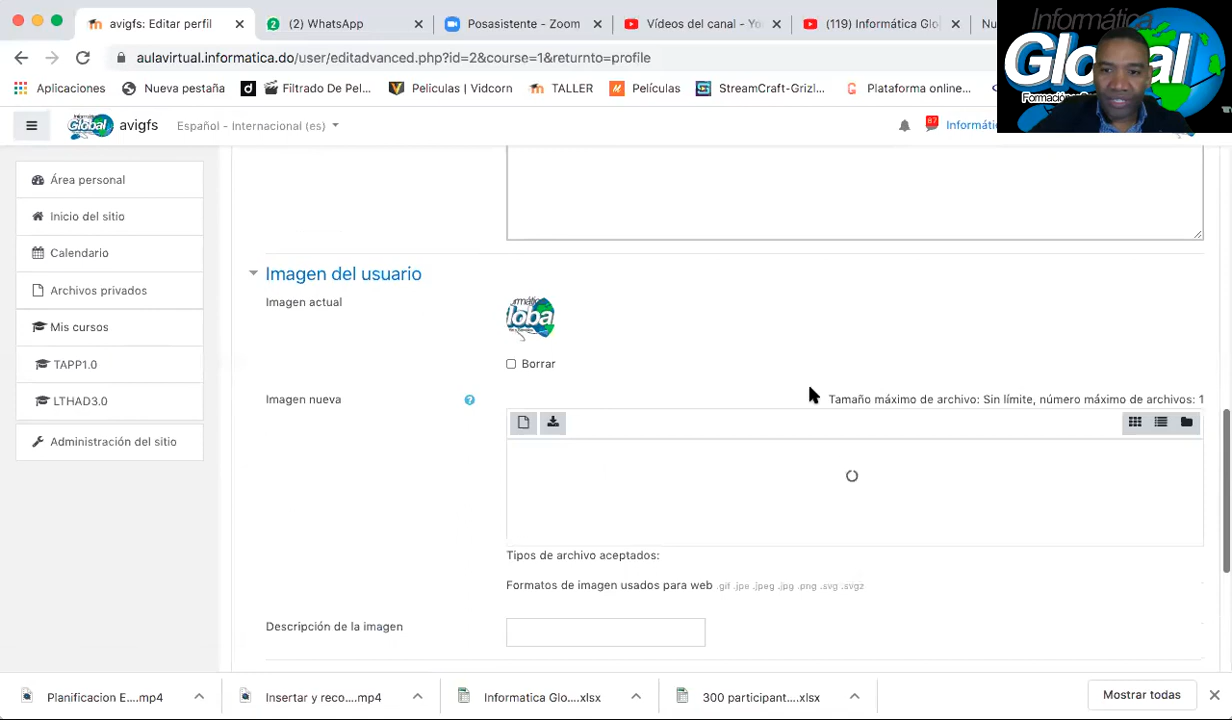 avigfs: Editar perfil
(2) WhatsApp
Posasistente - Zoom
Vídeos del canal - Yo
(119) Informática Glo
Nu
aulavirtual.informatica.do/user/editadvanced.php?id=2&course=1&returnto=profile
Aplicaciones
Nueva pestaña
Filtrado De Pel...
Peliculas | Vidcorn
TALLER
Películas
StreamCraft-Grizl...
Plataforma online...
Informática
Global
avigfs
Español - Internacional (es)
87
Informátic
Área personal
Inicio del sitio
Calendario
Archivos privados
Mis cursos
TAPP1.0
LTHAD3.0
Administración del sitio
Imagen del usuario
Imagen actual
Borrar
Imagen nueva
Tamaño máximo de archivo: Sin límite, número máximo de archivos: 1
Tipos de archivo aceptados:
Formatos de imagen usados para web .gif .jpe .jpeg .jpg .png .svg .svgz
Descripción de la imagen
Planificacion E....mp4
Insertar y reco....mp4
Informatica Glo....xlsx
300 participant....xlsx
Mostrar todas